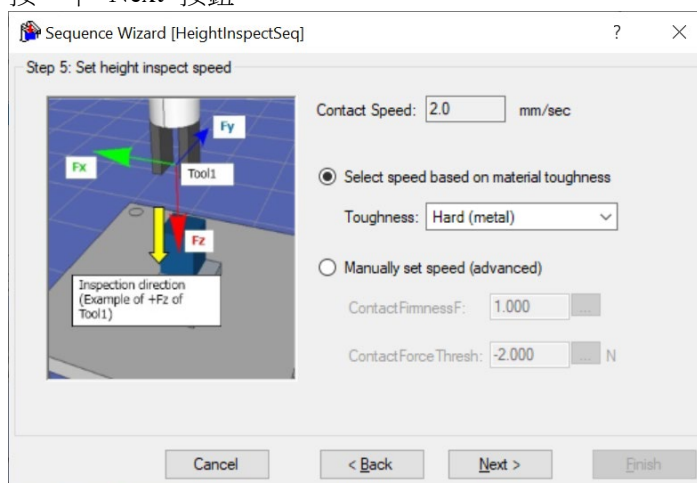 Sequence Wizard [HeightInspectSeq]
?
Step 5: Set height inspect speed
Fy
Fx
Tool1
Fz
Inspection direction
(Example of +Fz of
Tool1)
Contact Speed: 2.0 mm/sec
Select speed based on material toughness
Toughness: Hard (metal)
Manually set speed (advanced)
ContactFirmnessF: 1.000 ...
ContactForceThresh: -2.000 ... N
Cancel
< Back
Next >
Finish